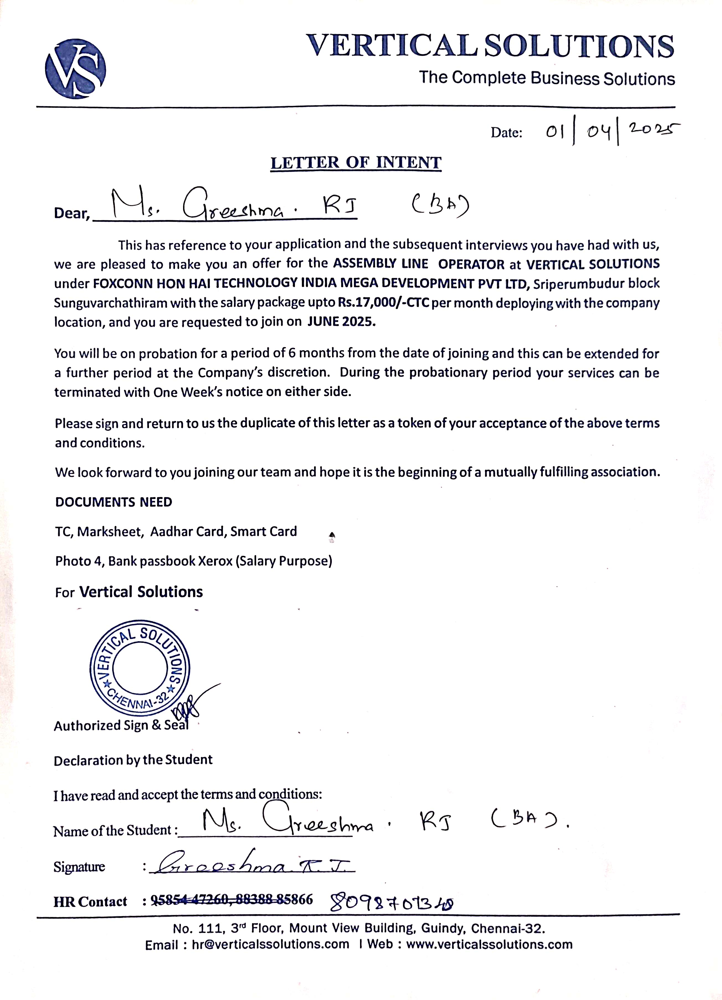 VS
VERTICAL SOLUTIONS
The Complete Business Solutions
Date: 01/04/2025
LETTER OF INTENT
Dear, Ms. Greeshma. RJ (BA)
This has reference to your application and the subsequent interviews you have had with us,
we are pleased to make you an offer for the ASSEMBLY LINE OPERATOR at VERTICAL SOLUTIONS
under FOXCONN HON HAI TECHNOLOGY INDIA MEGA DEVELOPMENT PVT LTD, Sriperumbudur block
Sunguvarchathiram with the salary package upto Rs.17,000/-CTC per month deploying with the company
location, and you are requested to join on JUNE 2025.
You will be on probation for a period of 6 months from the date of joining and this can be extended for
a further period at the Company's discretion. During the probationary period your services can be
terminated with One Week's notice on either side.
Please sign and return to us the duplicate of this letter as a token of your acceptance of the above terms
and conditions.
We look forward to you joining our team and hope it is the beginning of a mutually fulfilling association.
DOCUMENTS NEED
TC, Marksheet, Aadhar Card, Smart Card
Photo 4, Bank passbook Xerox (Salary Purpose)
For Vertical Solutions
VERTICAL SOLUTIONS
★CHENNAI-32★
Authorized Sign & Seal
Declaration by the Student
I have read and accept the terms and conditions:
Name of the Student : Ms. Greeshma. RJ (BA).
Signature : Greeshma. R. J.
HR Contact : 95854 47260, 88388 85866
No. 111, 3rd Floor, Mount View Building, Guindy, Chennai-32.
Email : hr@verticalssolutions.com I Web : www.verticalssolutions.com